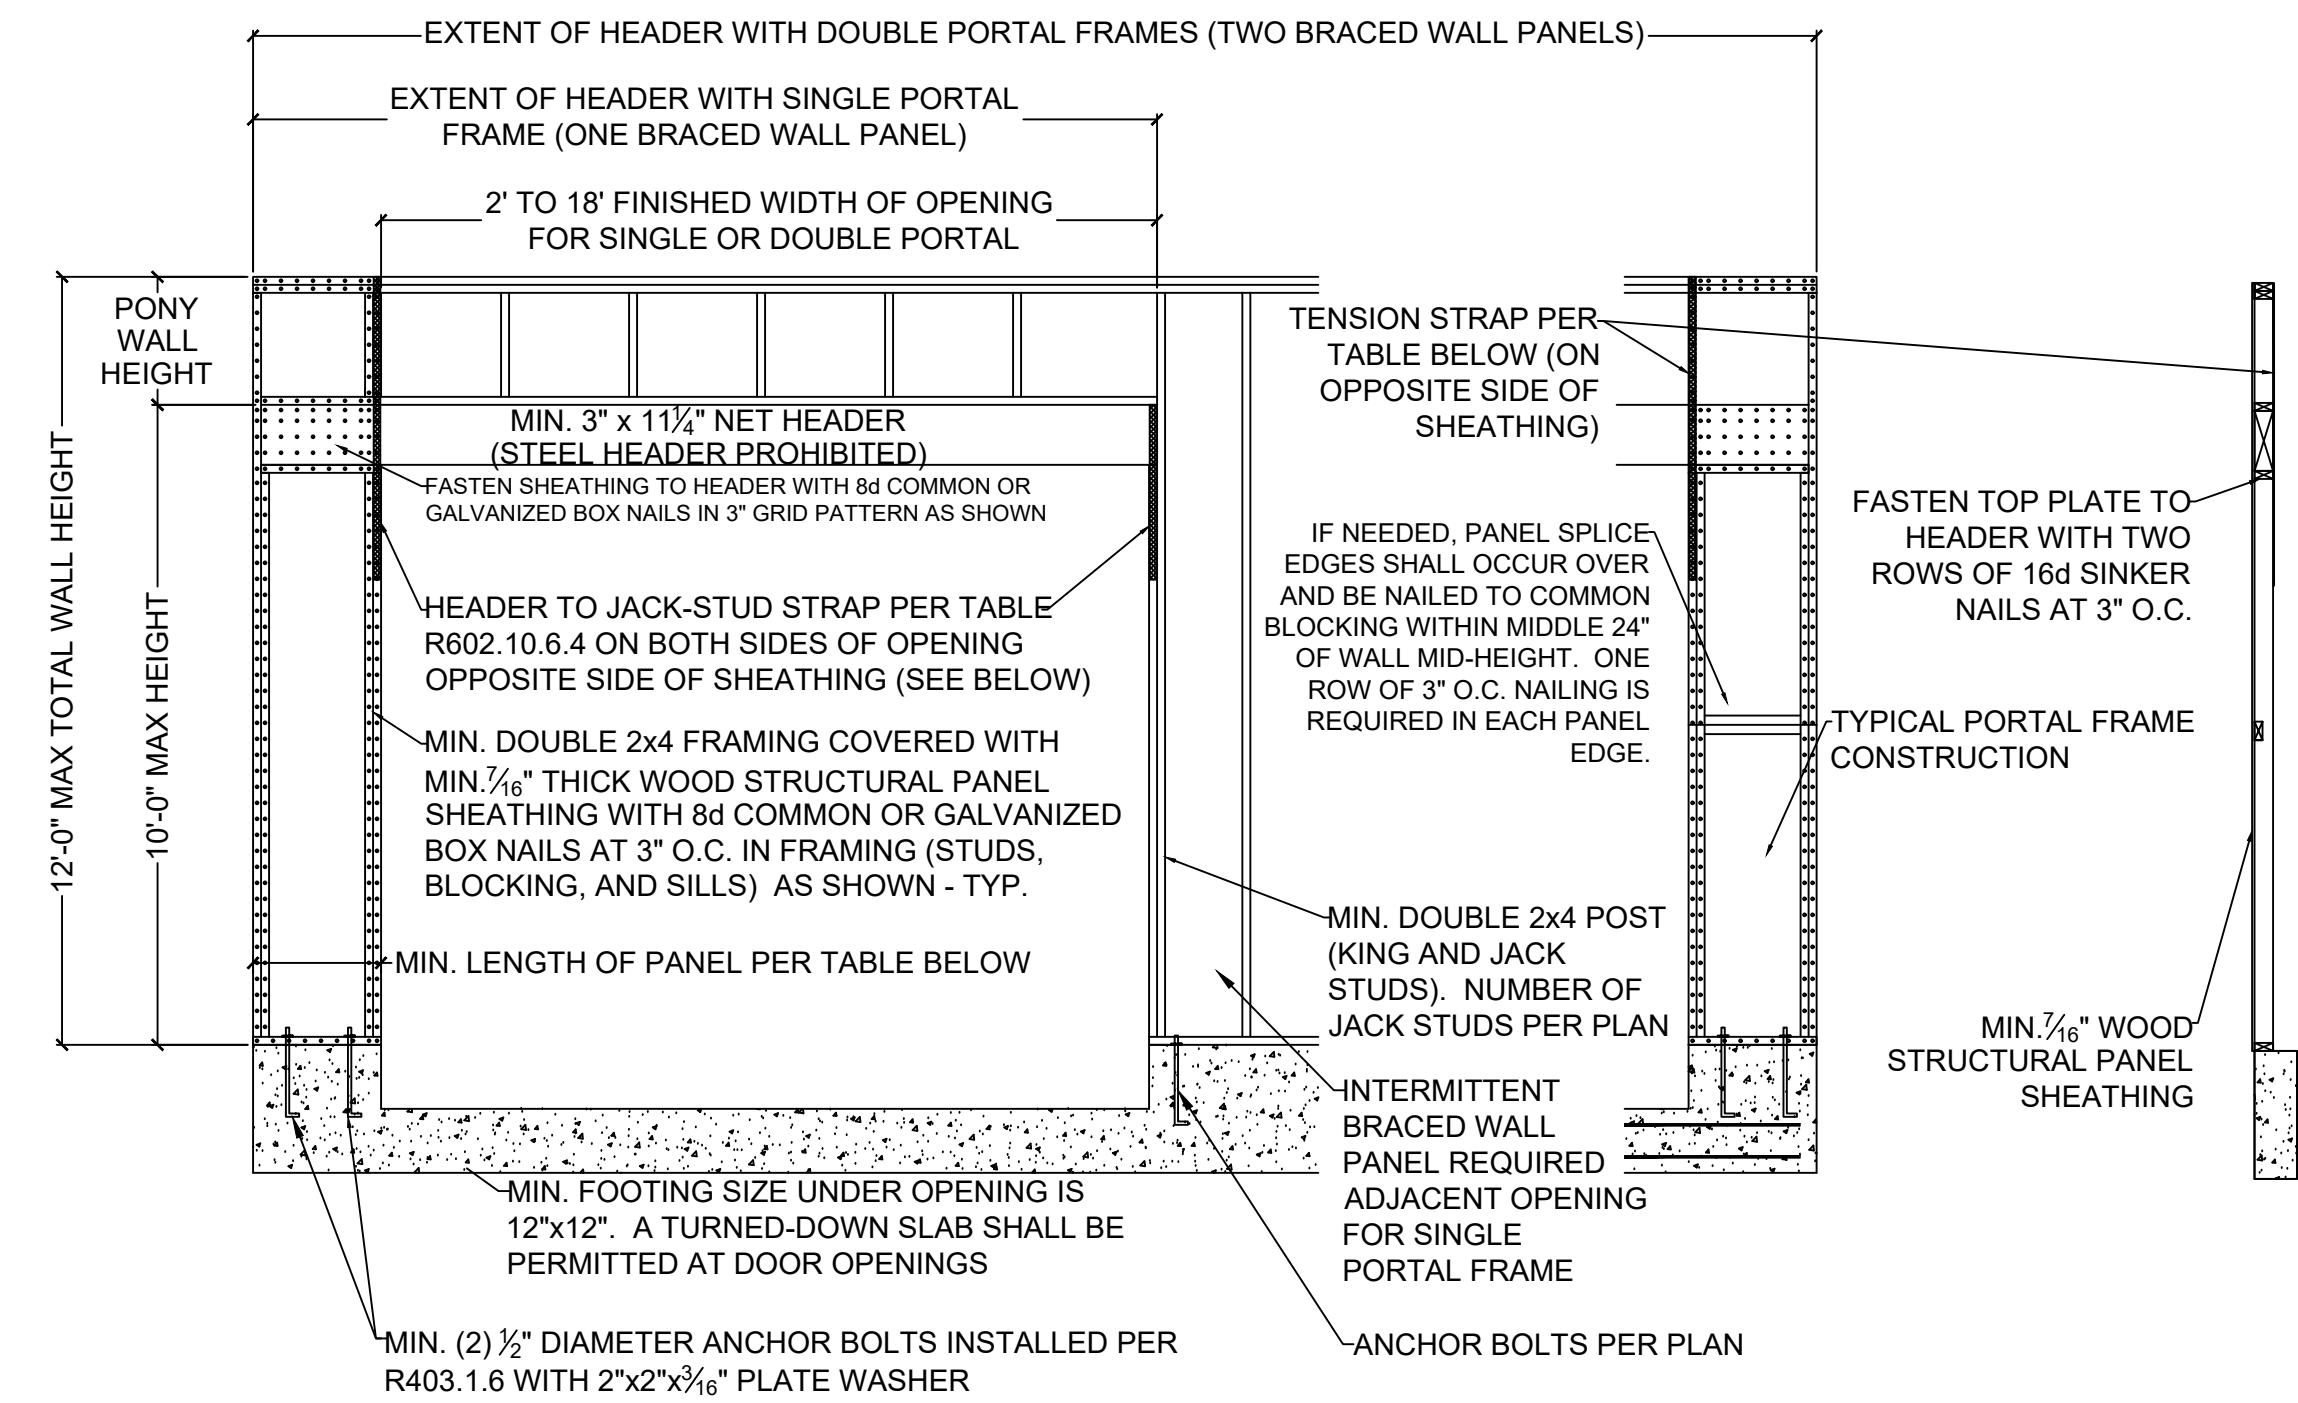 EXTENT OF HEADER WITH DOUBLE PORTAL FRAMES (TWO BRACED WALL PANELS)
EXTENT OF HEADER WITH SINGLE PORTAL
FRAME (ONE BRACED WALL PANEL)
2' TO 18' FINISHED WIDTH OF OPENING
FOR SINGLE OR DOUBLE PORTAL
PONY
WALL
HEIGHT
12'-0" MAX TOTAL WALL HEIGHT
10'-0" MAX HEIGHT
MIN. 3" x 11¼" NET HEADER
(STEEL HEADER PROHIBITED)
FASTEN SHEATHING TO HEADER WITH 8d COMMON OR
GALVANIZED BOX NAILS IN 3" GRID PATTERN AS SHOWN
HEADER TO JACK-STUD STRAP PER TABLE
R602.10.6.4 ON BOTH SIDES OF OPENING
OPPOSITE SIDE OF SHEATHING (SEE BELOW)
MIN. DOUBLE 2x4 FRAMING COVERED WITH
MIN.7⁄16" THICK WOOD STRUCTURAL PANEL
SHEATHING WITH 8d COMMON OR GALVANIZED
BOX NAILS AT 3" O.C. IN FRAMING (STUDS,
BLOCKING, AND SILLS) AS SHOWN - TYP.
MIN. LENGTH OF PANEL PER TABLE BELOW
MIN. FOOTING SIZE UNDER OPENING IS
12"x12". A TURNED-DOWN SLAB SHALL BE
PERMITTED AT DOOR OPENINGS
MIN. (2) ½" DIAMETER ANCHOR BOLTS INSTALLED PER
R403.1.6 WITH 2"x2"x3⁄16" PLATE WASHER
TENSION STRAP PER
TABLE BELOW (ON
OPPOSITE SIDE OF
SHEATHING)
IF NEEDED, PANEL SPLICE
EDGES SHALL OCCUR OVER
AND BE NAILED TO COMMON
BLOCKING WITHIN MIDDLE 24"
OF WALL MID-HEIGHT. ONE
ROW OF 3" O.C. NAILING IS
REQUIRED IN EACH PANEL
EDGE.
MIN. DOUBLE 2x4 POST
(KING AND JACK
STUDS). NUMBER OF
JACK STUDS PER PLAN
INTERMITTENT
BRACED WALL
PANEL REQUIRED
ADJACENT OPENING
FOR SINGLE
PORTAL FRAME
ANCHOR BOLTS PER PLAN
FASTEN TOP PLATE TO
HEADER WITH TWO
ROWS OF 16d SINKER
NAILS AT 3" O.C.
TYPICAL PORTAL FRAME
CONSTRUCTION
MIN.7⁄16" WOOD
STRUCTURAL PANEL
SHEATHING